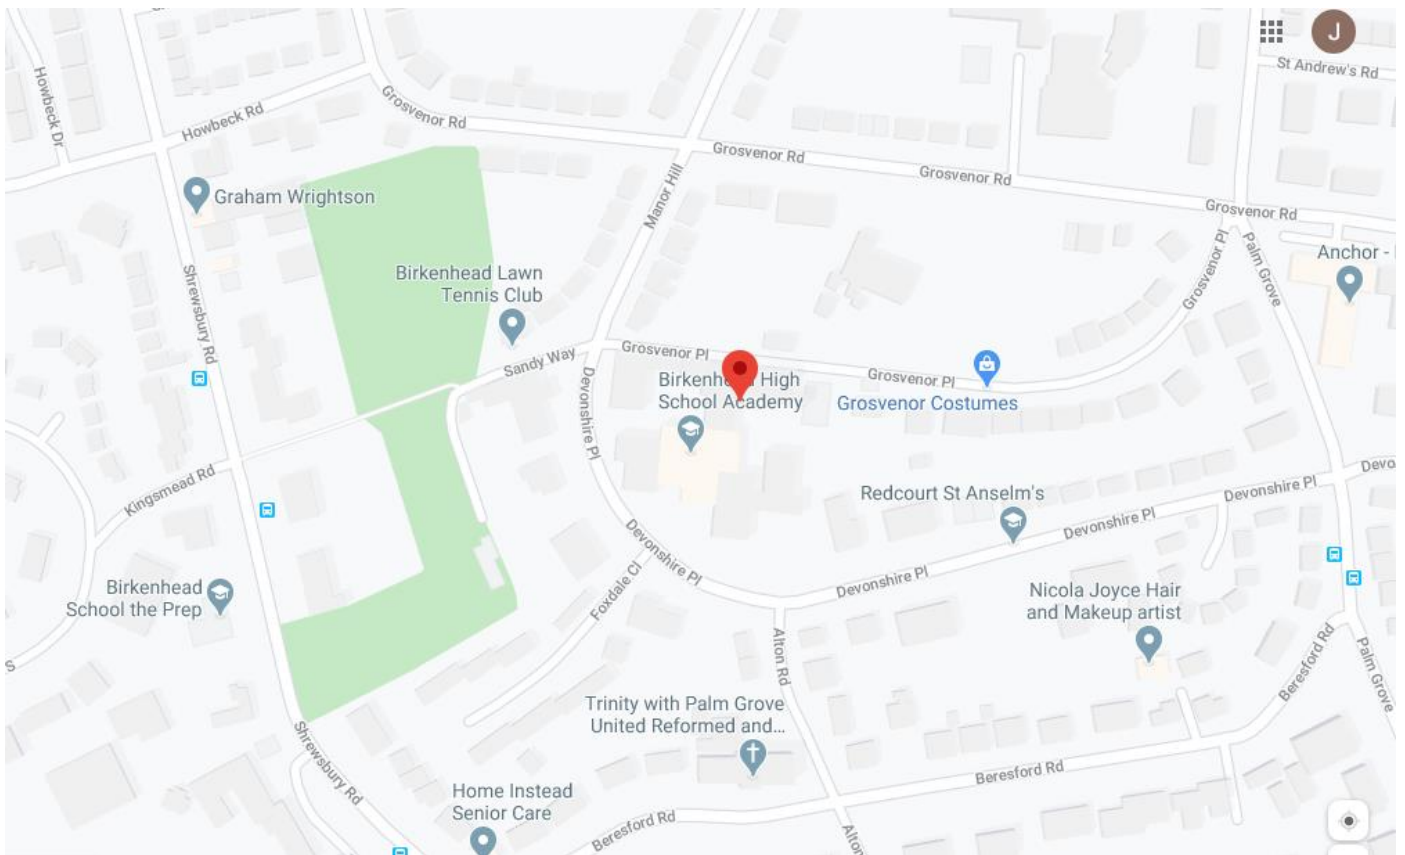 J
St Andrew's Rd
Howbeck Dr
Howbeck Rd
Grosvenor Rd
Grosvenor Rd
Grosvenor Rd
Grosvenor Rd
Graham Wrightson
Manor Hill
Grosvenor Pl
Palm Grove
Anchor -
Shrewsbury Rd
Birkenhead Lawn
Tennis Club
Sandy Way
Grosvenor Pl
Grosvenor Pl
Birkenhead High
School Academy
Grosvenor Costumes
Devonshire Pl
Kingsmead Rd
Redcourt St Anselm's
Devonshire Pl
Devonshire Pl
Devonshire Pl
Devonshire Pl
Foxdale Cl
Birkenhead
School the Prep
Nicola Joyce Hair
and Makeup artist
Alton Rd
Beresford Rd
Palm Grove
Trinity with Palm Grove
United Reformed and...
Shrewsbury Rd
Beresford Rd
Home Instead
Senior Care
Beresford Rd
Alton